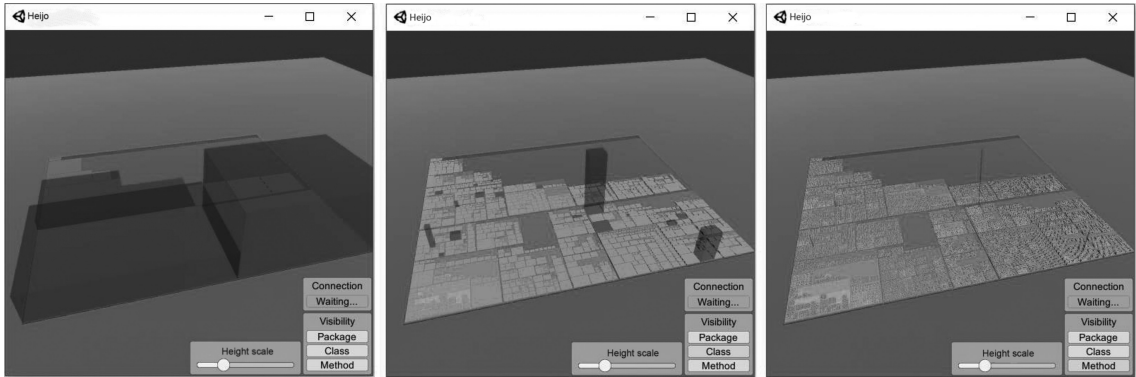 Heijo
Connection
Waiting...
Visibility
Package
Class
Method
Height scale
Heijo
Connection
Waiting...
Visibility
Package
Class
Method
Height scale
Heijo
Connection
Waiting...
Visibility
Package
Class
Method
Height scale